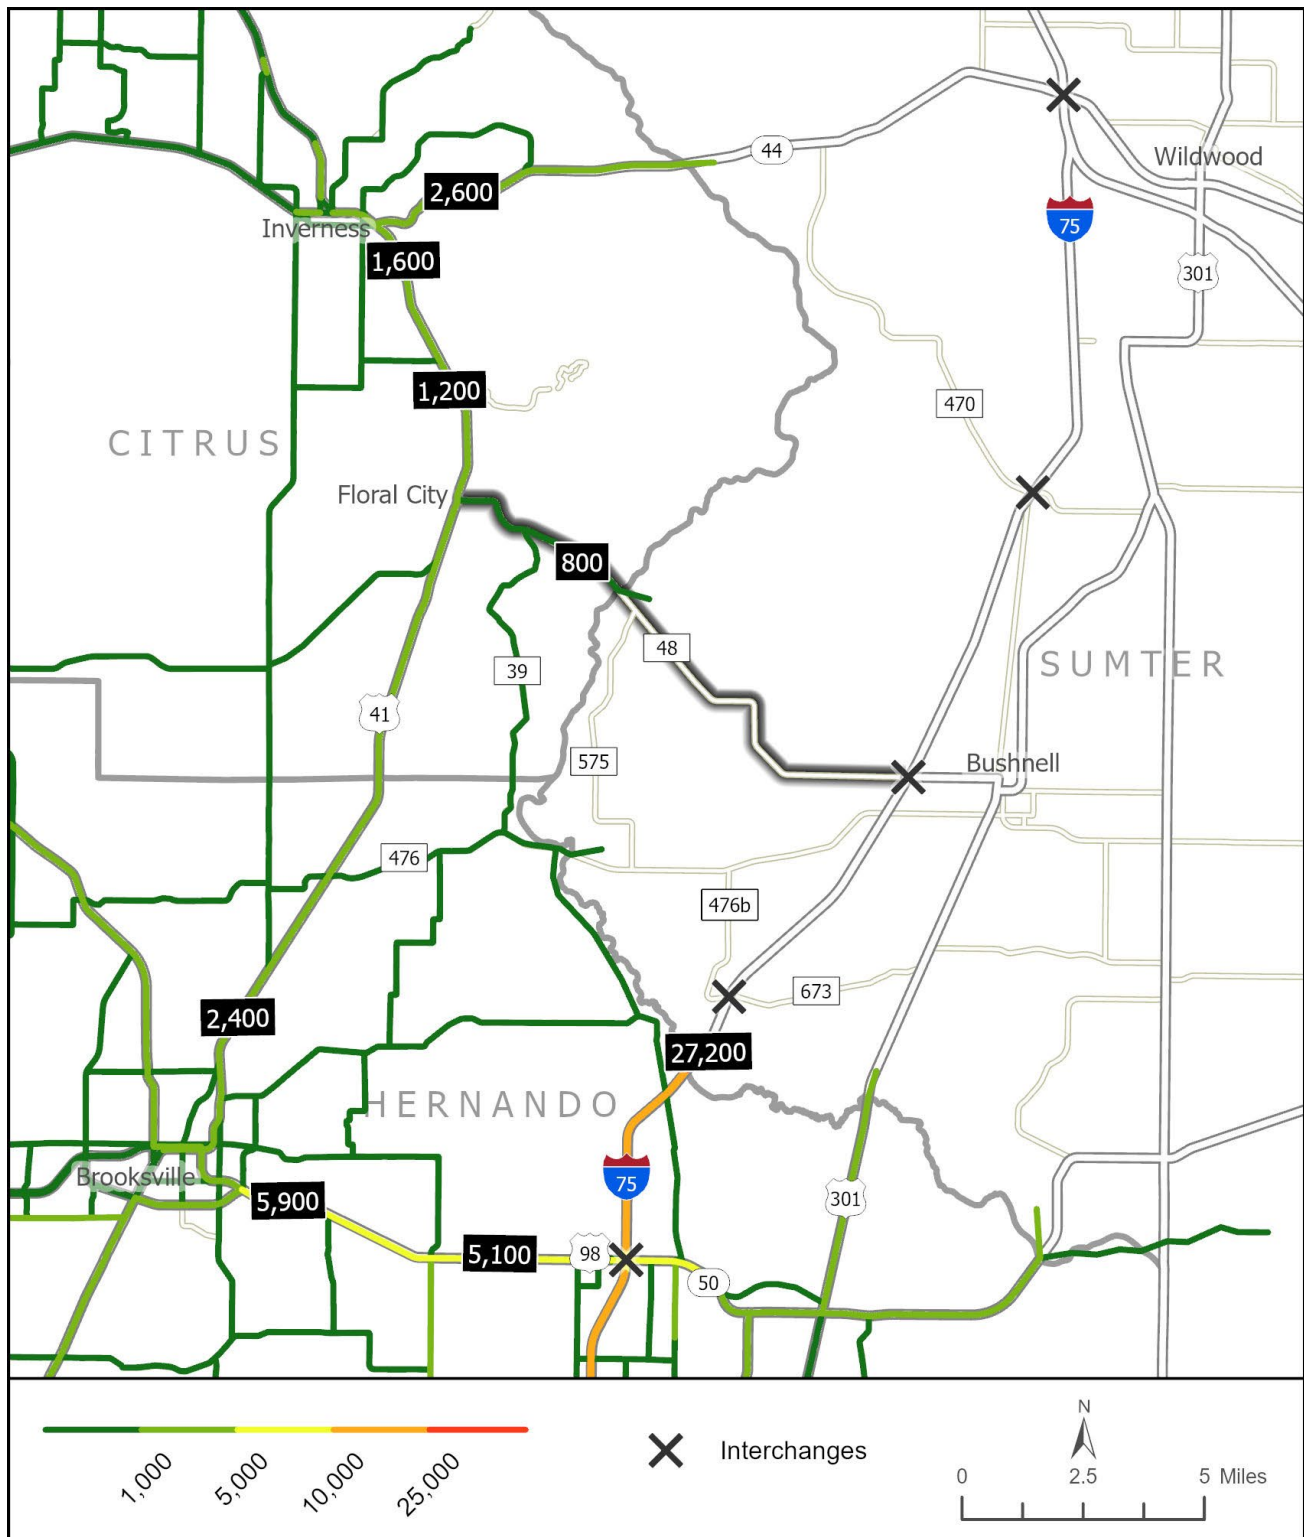 44
Wildwood
2,600
75
Inverness
1,600
301
1,200
470
CITRUS
Floral City
800
48
SUMTER
39
41
575
Bushnell
476
476b
673
2,400
27,200
HERNANDO
Brooksville
75
5,900
301
5,100
98
50
N
Interchanges
0 2.5 5 Miles
1,000 5,000 10,000 25,000